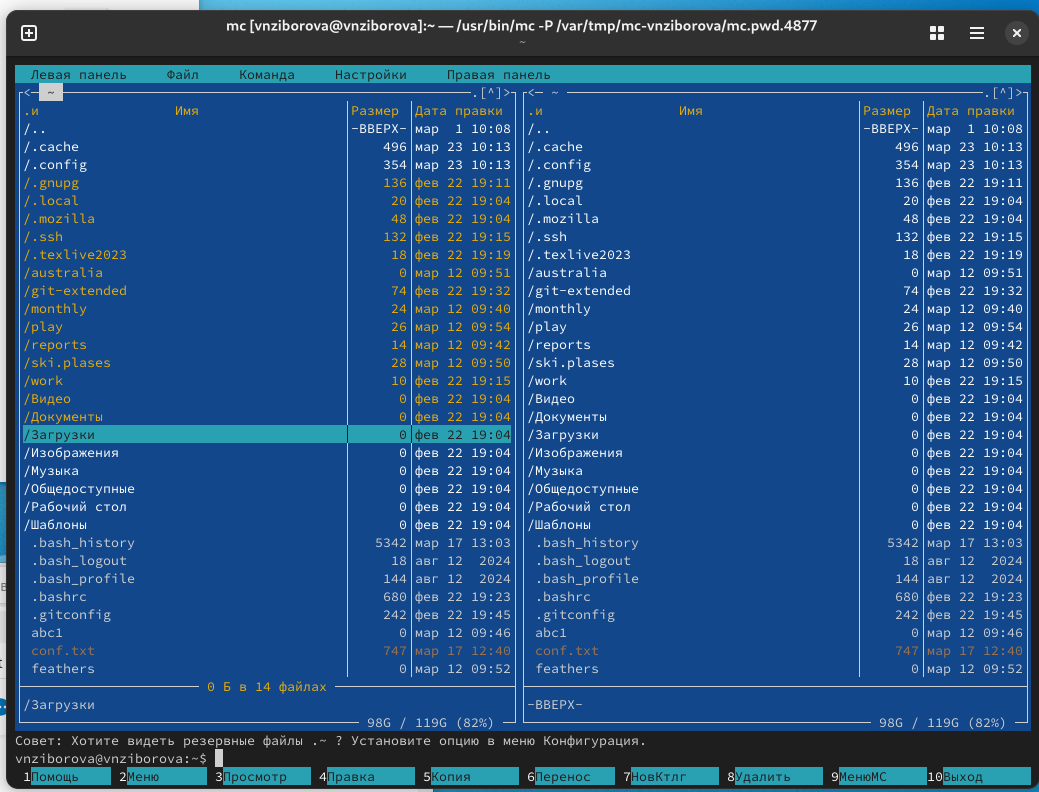 mc [vnziborova@vnziborova]:~ — /usr/bin/mc -P /var/tmp/mc-vnziborova/mc.pwd.4877
~
Левая панель Файл Команда Настройки Правая панель
<─ ~ ─.[^]>┐ ┌<─ ~ ─.[^]>┐
.и Имя │Размер │Дата правки .и Имя │Размер │Дата правки
/.. │-ВВЕРХ-│мар 1 10:08 /.. │-ВВЕРХ-│мар 1 10:08
/.cache │ 496│мар 23 10:13 /.cache │ 496│мар 23 10:13
/.config │ 354│мар 23 10:13 /.config │ 354│мар 23 10:13
/.gnupg │ 136│фев 22 19:11 /.gnupg │ 136│фев 22 19:11
/.local │ 20│фев 22 19:04 /.local │ 20│фев 22 19:04
/.mozilla │ 48│фев 22 19:04 /.mozilla │ 48│фев 22 19:04
/.ssh │ 132│фев 22 19:15 /.ssh │ 132│фев 22 19:15
/.texlive2023 │ 18│фев 22 19:19 /.texlive2023 │ 18│фев 22 19:19
/australia │ 0│мар 12 09:51 /australia │ 0│мар 12 09:51
/git-extended │ 74│фев 22 19:32 /git-extended │ 74│фев 22 19:32
/monthly │ 24│мар 12 09:40 /monthly │ 24│мар 12 09:40
/play │ 26│мар 12 09:54 /play │ 26│мар 12 09:54
/reports │ 14│мар 12 09:42 /reports │ 14│мар 12 09:42
/ski.plases │ 28│мар 12 09:50 /ski.plases │ 28│мар 12 09:50
/work │ 10│фев 22 19:15 /work │ 10│фев 22 19:15
/Видео │ 0│фев 22 19:04 /Видео │ 0│фев 22 19:04
/Документы │ 0│фев 22 19:04 /Документы │ 0│фев 22 19:04
/Загрузки │ 0│фев 22 19:04 /Загрузки │ 0│фев 22 19:04
/Изображения │ 0│фев 22 19:04 /Изображения │ 0│фев 22 19:04
/Музыка │ 0│фев 22 19:04 /Музыка │ 0│фев 22 19:04
/Общедоступные │ 0│фев 22 19:04 /Общедоступные │ 0│фев 22 19:04
/Рабочий стол │ 0│фев 22 19:04 /Рабочий стол │ 0│фев 22 19:04
/Шаблоны │ 0│фев 22 19:04 /Шаблоны │ 0│фев 22 19:04
.bash_history │ 5342│мар 17 13:03 .bash_history │ 5342│мар 17 13:03
.bash_logout │ 18│авг 12 2024 .bash_logout │ 18│авг 12 2024
.bash_profile │ 144│авг 12 2024 .bash_profile │ 144│авг 12 2024
.bashrc │ 680│фев 22 19:23 .bashrc │ 680│фев 22 19:23
.gitconfig │ 242│фев 22 19:45 .gitconfig │ 242│фев 22 19:45
abc1 │ 0│мар 12 09:46 abc1 │ 0│мар 12 09:46
conf.txt │ 747│мар 17 12:40 conf.txt │ 747│мар 17 12:40
feathers │ 0│мар 12 09:52 feathers │ 0│мар 12 09:52
0 Б в 14 файлах
/Загрузки -ВВЕРХ-
98G / 119G (82%) 98G / 119G (82%)
Совет: Хотите видеть резервные файлы .~ ? Установите опцию в меню Конфигурация.
vnziborova@vnziborova:~$
1Помощь 2Меню 3Просмотр 4Правка 5Копия 6Перенос 7НовКтлг 8Удалить 9МенюМС 10Выход